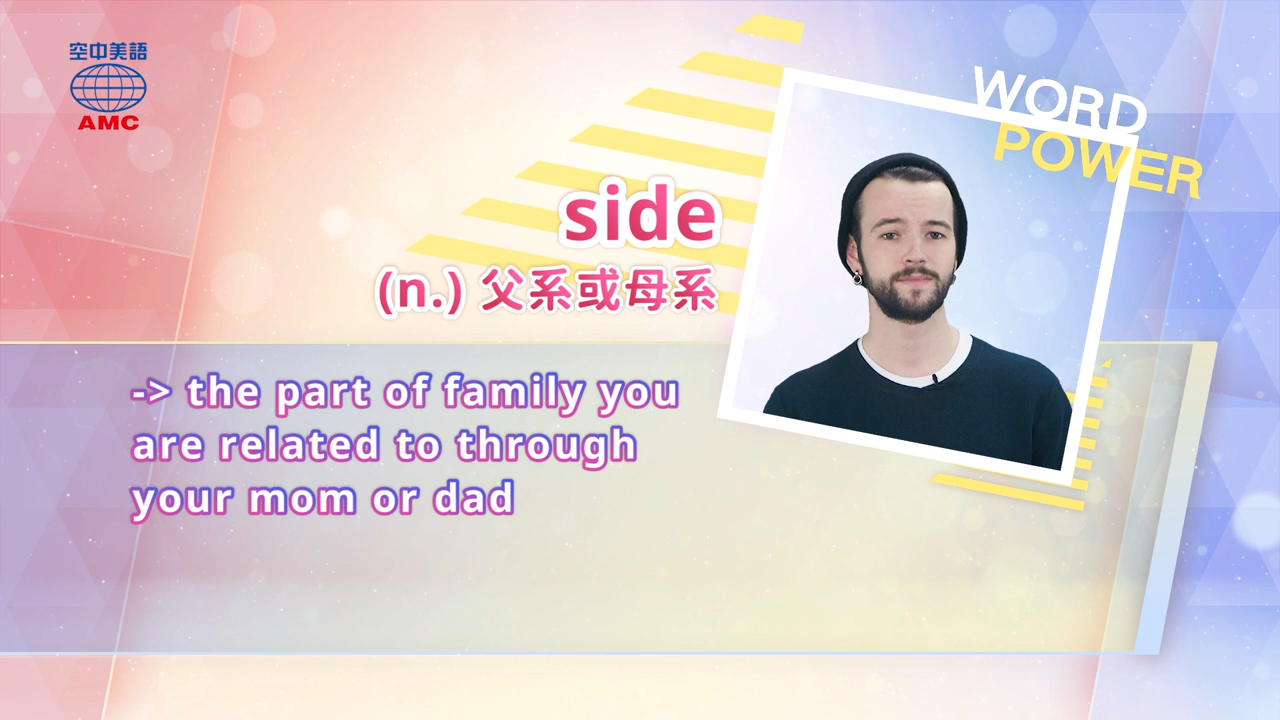 空中美語
AMC
WORD
POWER
side
(n.) 父系或母系
-> the part of family you
are related to through
your mom or dad